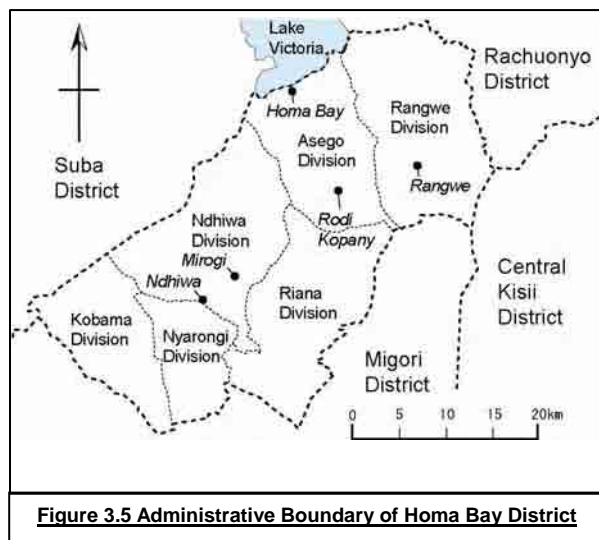 Lake
Victoria
Rachuonyo
District
Homa Bay
Rangwe
Division
Asego
Division
Suba
District
Rangwe
Rodi
Kopany
Ndhiwa
Division
Mirogi
Ndhiwa
Riana
Division
Central
Kisii
District
Kobama
Division
Nyarongi
Division
Migori
District
0 5 10 15 20km
Figure 3.5 Administrative Boundary of Homa Bay District